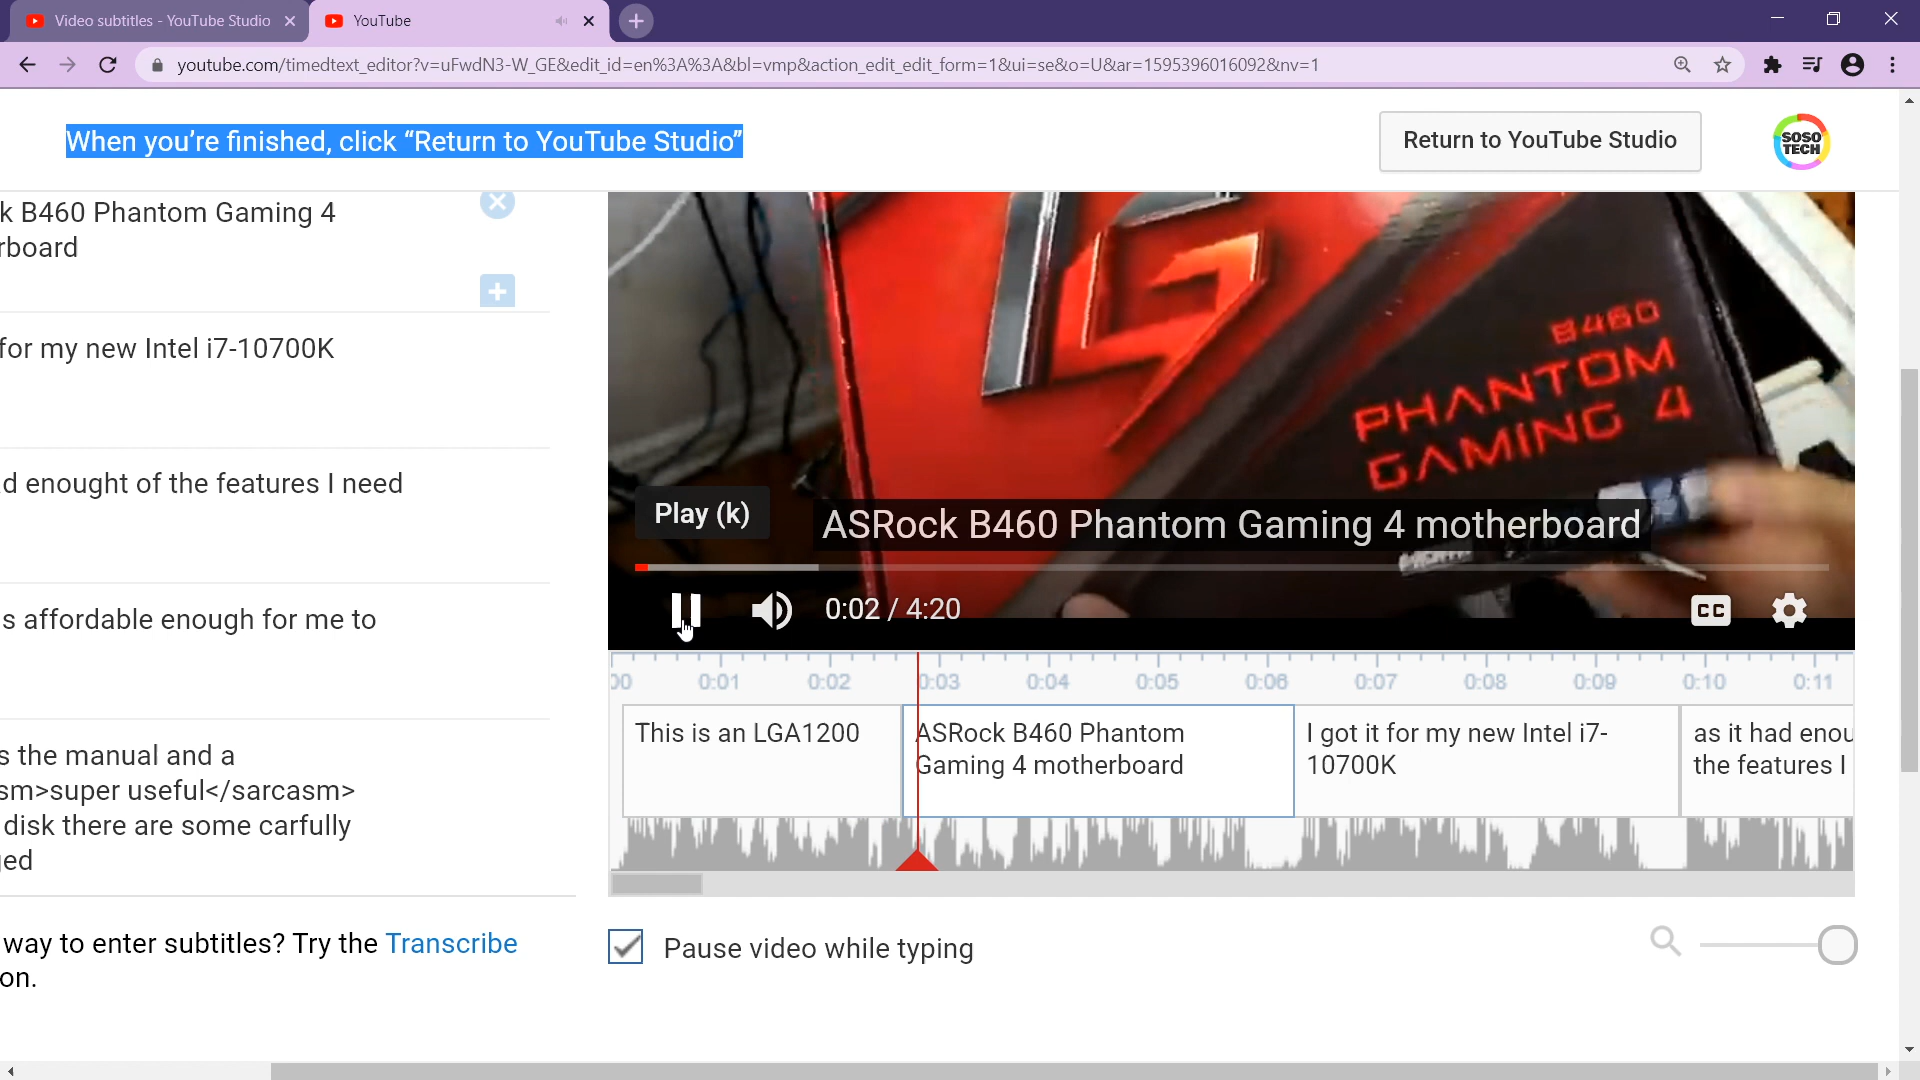 Video subtitles - YouTube Studio
YouTube
youtube.com/timedtext_editor?v=uFwdN3-W_GE&edit_id=en%3A%3A&bl=vmp&action_edit_edit_form=1&ui=se&o=U&ar=1595396016092&nv=1
When you’re finished, click “Return to YouTube Studio”
Return to YouTube Studio
SOSO
TECH
k B460 Phantom Gaming 4
rboard
for my new Intel i7-10700K
d enought of the features I need
s affordable enough for me to
s the manual and a
sm>super useful</sarcasm>
disk there are some carfully
ged
way to enter subtitles? Try the Transcribe
on.
B460
PHANTOM
GAMING 4
Play (k)
ASRock B460 Phantom Gaming 4 motherboard
0:02 / 4:20
CC
00 0:01 0:02 0:03 0:04 0:05 0:06 0:07 0:08 0:09 0:10 0:11
This is an LGA1200
ASRock B460 Phantom
Gaming 4 motherboard
I got it for my new Intel i7-
10700K
as it had enou
the features I
Pause video while typing